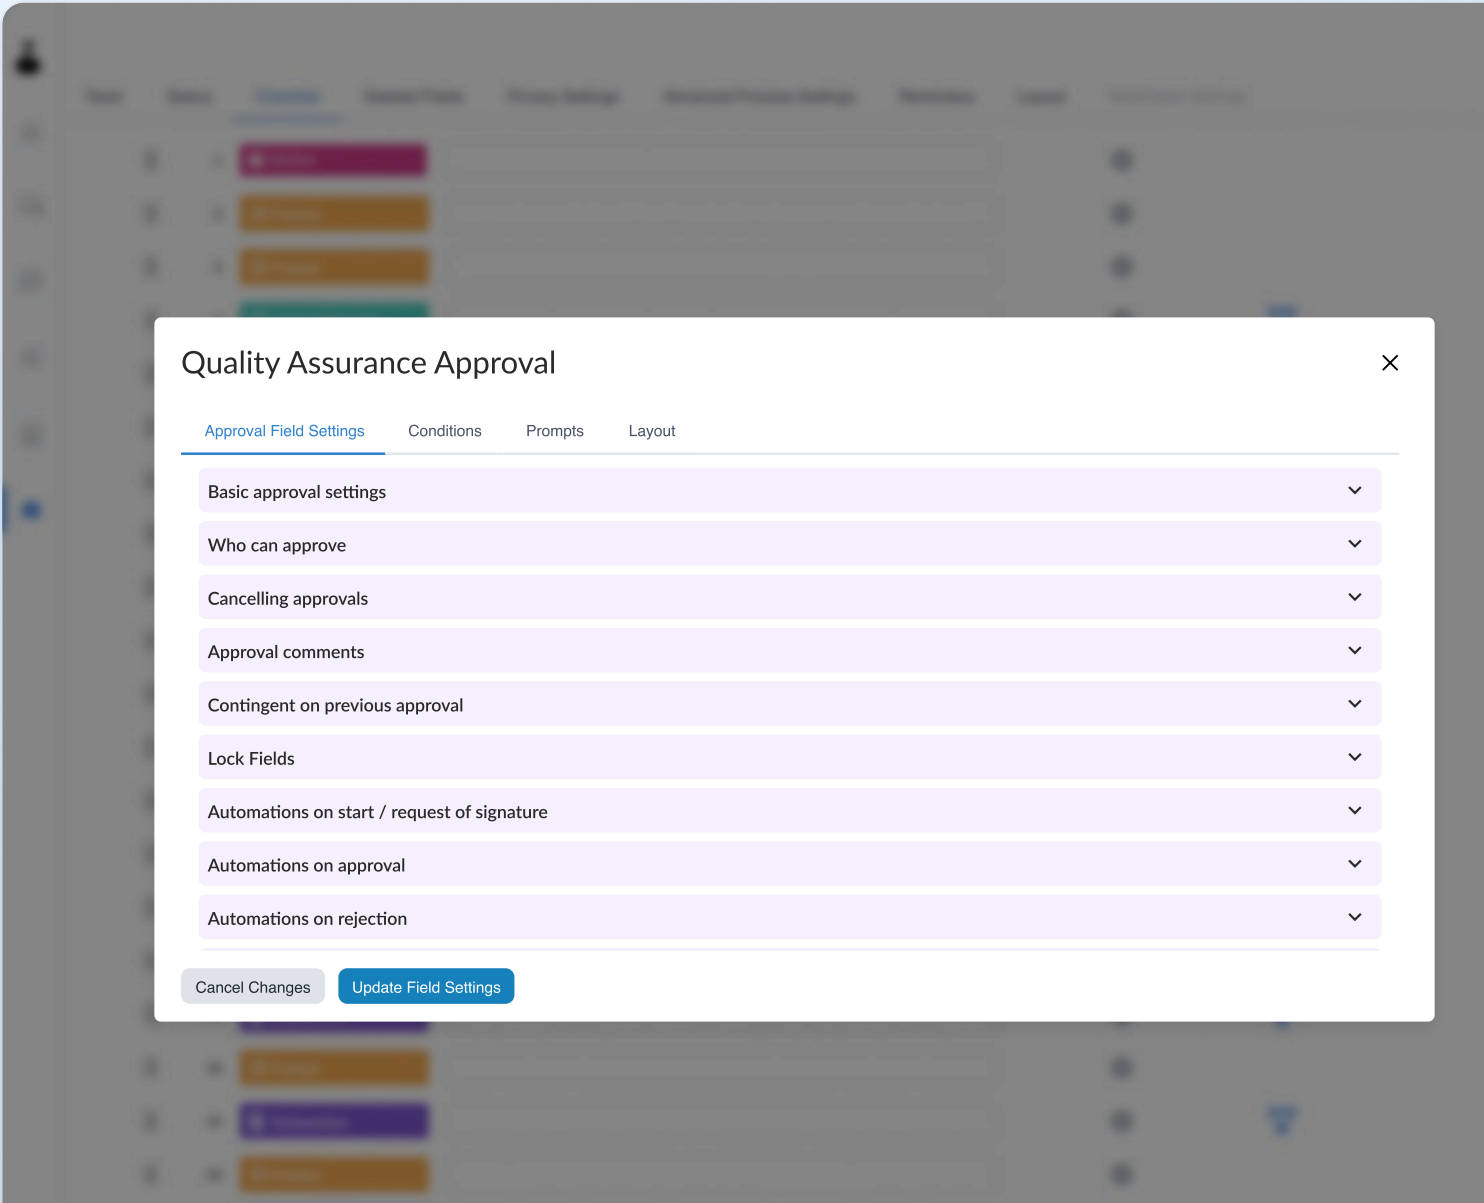 Quality Assurance Approval
Approval Field Settings
Conditions
Prompts
Layout
Basic approval settings
Who can approve
Cancelling approvals
Approval comments
Contingent on previous approval
Lock Fields
Automations on start / request of signature
Automations on approval
Automations on rejection
Cancel Changes
Update Field Settings